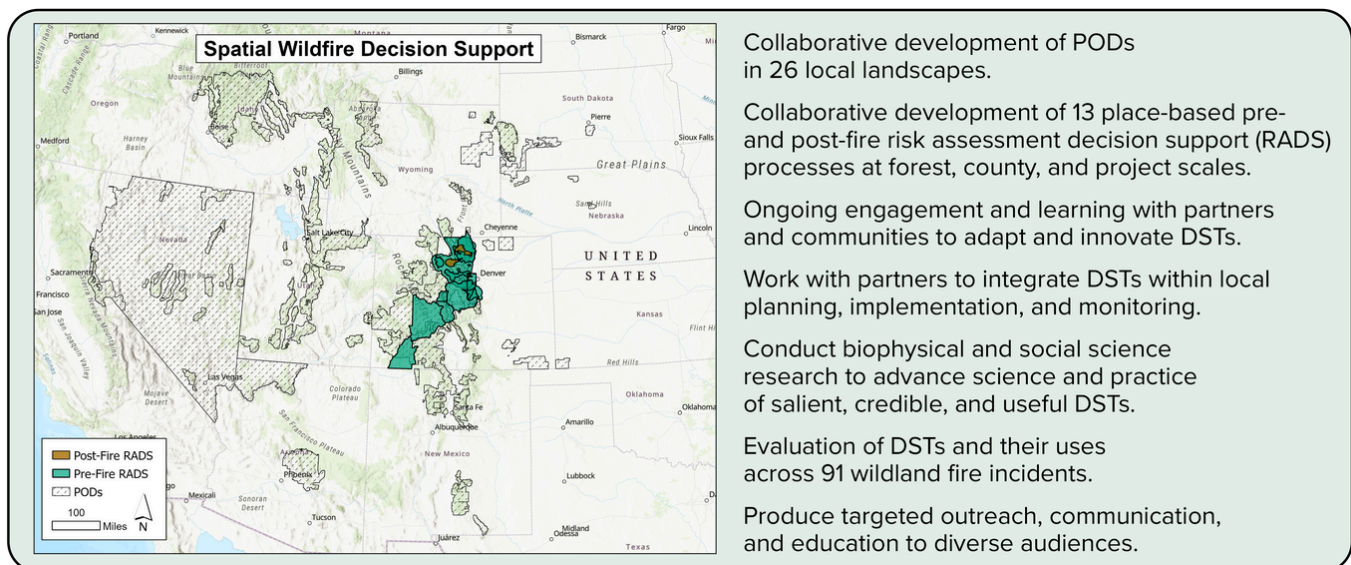 Spatial Wildfire Decision Support
Portland
Kennewick
Montana
Fargo
Bismarck
Blue
Bitterroot
Billings
Oregon
Idaho
South Dakota
Pierre
Medford
Harney
Basin
Sioux Falls
Wyoming
Great Plains
North Platte
Sand Hills
Nebraska
Nevada
Salt Lake City
Cheyenne
Lincoln
UNITED
STATES
Sacramento
Denver
Francisco
San Jose
Utah
Kansas
Flint Hi
San Joaquin Valley
Las Vegas
Red Hills
Mojave
Desert
Colorado
Plateau
Oklahoma
Oklahoma
Santa Fe
Amarillo
Albuquerque
San Francisco Plateau
New Mexico
Los Angeles
Phoenix
Lubbock
Mexicali
Sonoran
Desert
Tucson
Juárez
Midland
Odessa
Texas
Post-Fire RADS
Pre-Fire RADS
PODs
100
Miles
N
Collaborative development of PODs
in 26 local landscapes.
Collaborative development of 13 place-based pre-
and post-fire risk assessment decision support (RADS)
processes at forest, county, and project scales.
Ongoing engagement and learning with partners
and communities to adapt and innovate DSTs.
Work with partners to integrate DSTs within local
planning, implementation, and monitoring.
Conduct biophysical and social science
research to advance science and practice
of salient, credible, and useful DSTs.
Evaluation of DSTs and their uses
across 91 wildland fire incidents.
Produce targeted outreach, communication,
and education to diverse audiences.